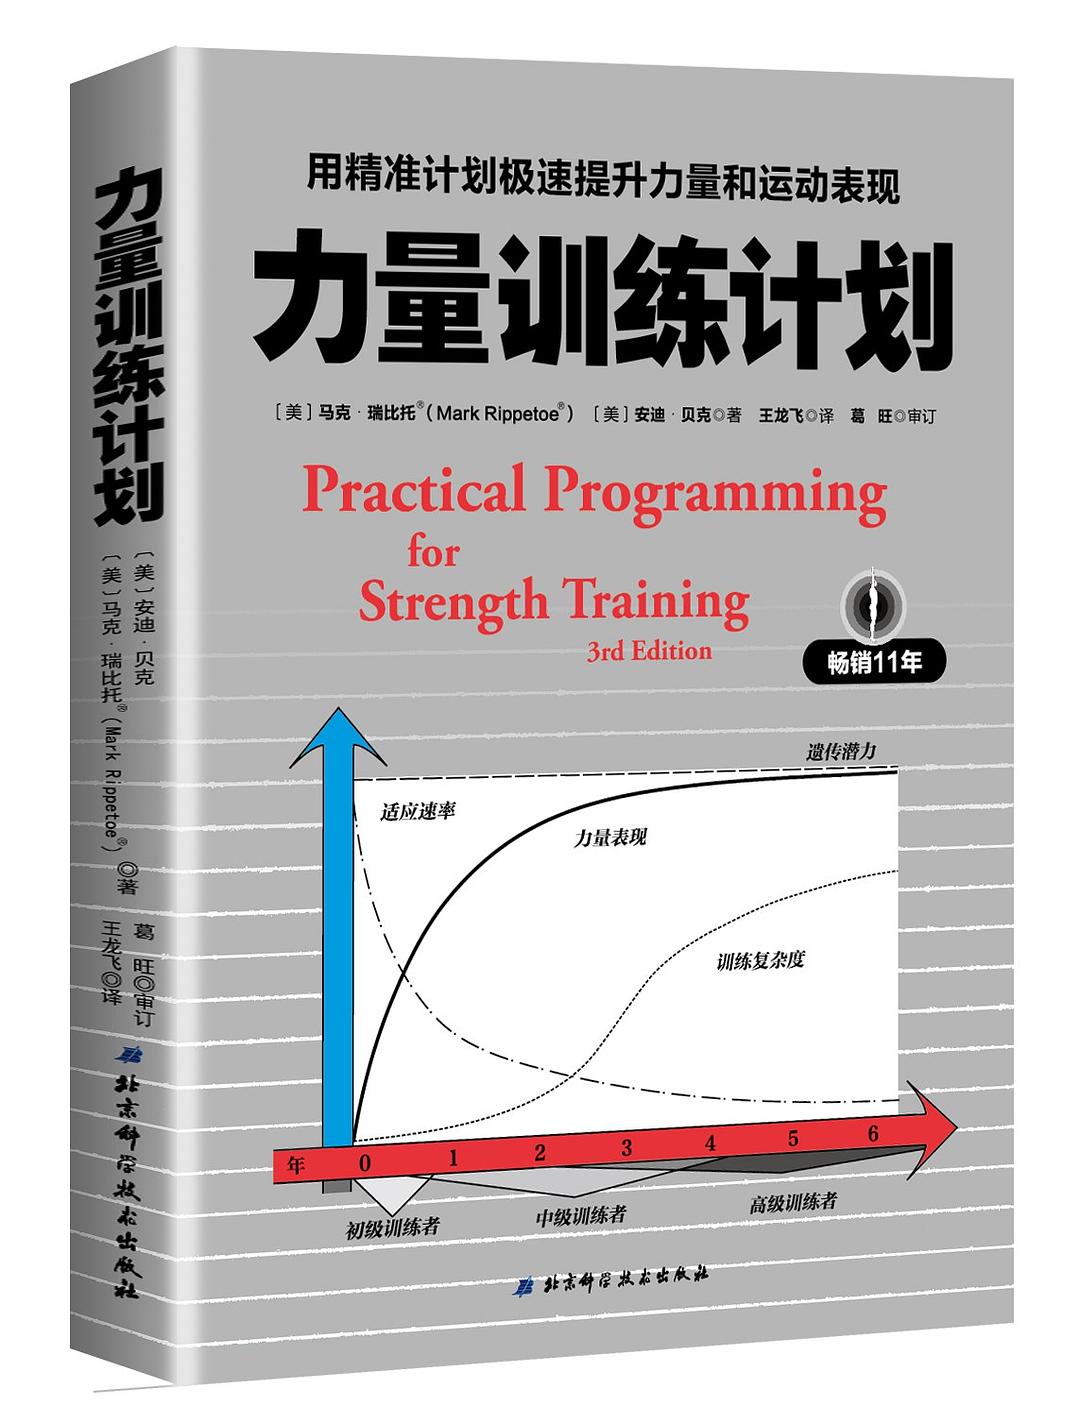 用精准计划极速提升力量和运动表现
力量训练计划
[美]马克·瑞比托®(Mark Rippetoe®) [美]安迪·贝克◎著 王龙飞◎译 葛 旺◎审订
Practical Programming
for
Strength Training
3rd Edition
畅销11年
遗传潜力
适应速率
力量表现
训练复杂度
年 0 1 2 3 4 5 6
初级训练者 中级训练者 高级训练者
北京科学技术出版社
力量训练计划
〔美〕安迪·贝克
〔美〕马克·瑞比托®(Mark Rippetoe®)
◎著
葛 旺◎审订
王龙飞◎译
北京科学技术出版社